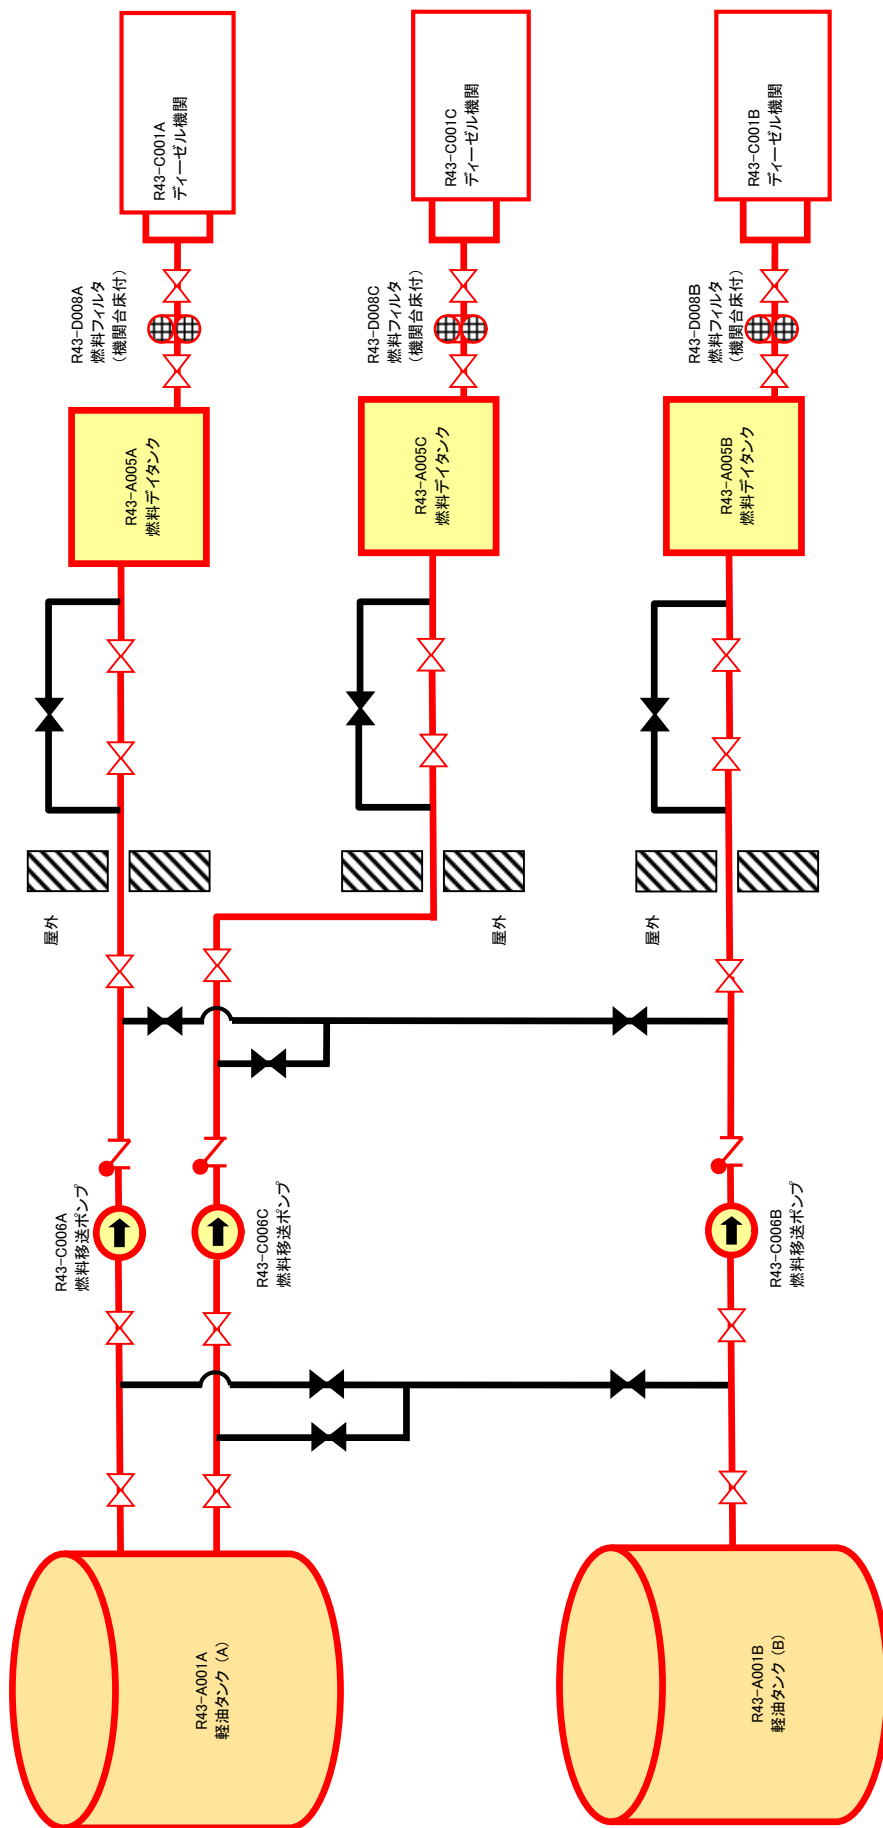 R43-C001A
ディーゼル機関
R43-C001C
ディーゼル機関
R43-C001B
ディーゼル機関
R43-D008A
燃料フィルタ
（機関台床付）
R43-D008C
燃料フィルタ
（機関台床付）
R43-D008B
燃料フィルタ
（機関台床付）
R43-A005A
燃料デイタンク
R43-A005C
燃料デイタンク
R43-A005B
燃料デイタンク
屋外
屋外
屋外
R43-C006A
燃料移送ポンプ
R43-C006C
燃料移送ポンプ
R43-C006B
燃料移送ポンプ
R43-A001A
軽油タンク (A)
R43-A001B
軽油タンク (B)